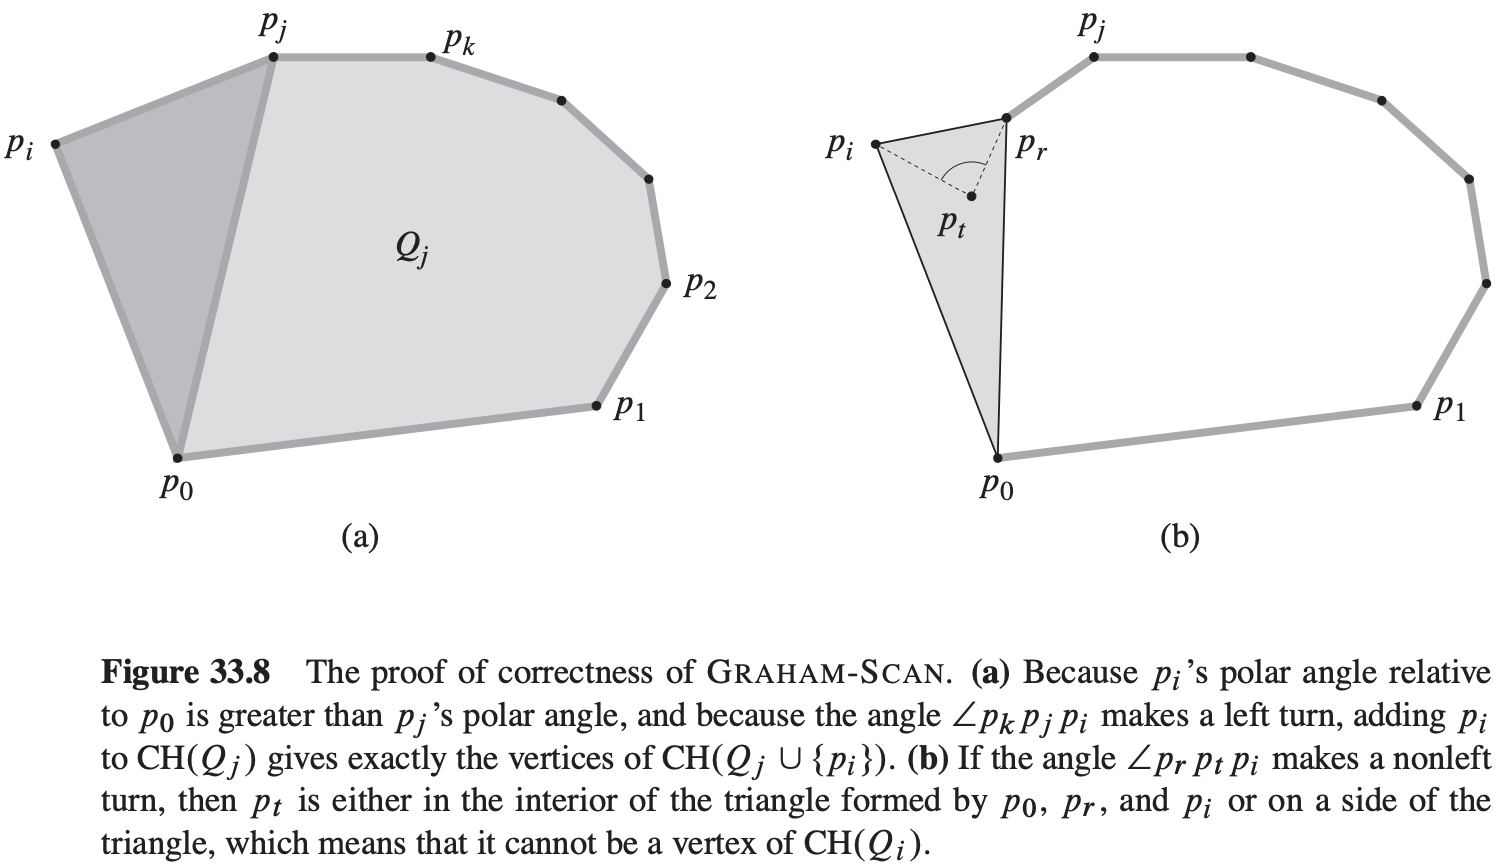 p_j
p_k
p_i
Q_j
p_2
p_1
p_0
(a)
p_j
p_i
p_r
p_t
p_1
p_0
(b)
Figure 33.8 The proof of correctness of GRAHAM-SCAN. (a) Because p_i's polar angle relative
to p_0 is greater than p_j's polar angle, and because the angle ∠p_k p_j p_i makes a left turn, adding p_i
to CH(Q_j) gives exactly the vertices of CH(Q_j ∪ {p_i}). (b) If the angle ∠p_r p_t p_i makes a nonleft
turn, then p_t is either in the interior of the triangle formed by p_0, p_r, and p_i or on a side of the
triangle, which means that it cannot be a vertex of CH(Q_i).